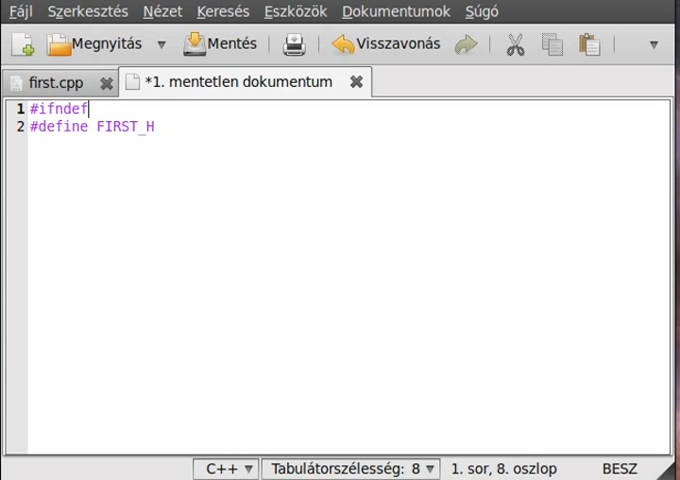 Fájl Szerkesztés Nézet Keresés Eszközök Dokumentumok Súgó
Megnyitás Mentés Visszavonás
first.cpp *1. mentetlen dokumentum
1 #ifndef
2 #define FIRST_H
C++ Tabulátorszélesség: 8 1. sor, 8. oszlop BESZ